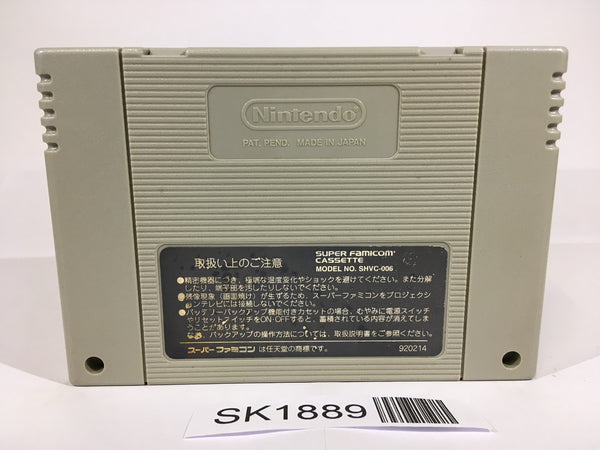 Nintendo
PAT. PEND. MADE IN JAPAN
取扱い上のご注意
SUPER FAMICOM
CASSETTE
MODEL NO. SHVC-006
●精密機器につき、極端な温度変化やショックを避けてください。また分解
したり、端子部を汚したりしないでください。
●残像現象（画面焼け）が生ずるため、スーパーファミコンをプロジェクシ
ョンテレビには接続しないでください。
●バッテリーバックアップ機能付きカセットの場合、むやみに電源スイッチ
やリセットスイッチをON・OFFすると、蓄積されている内容が消えてしま
うことがあります。
バックアップの操作方法については、取扱説明書をご参照ください。
スーパーファミコン は任天堂の商標です。
920214
SK1889